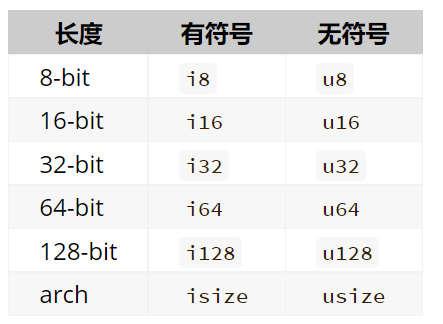 长度 有符号 无符号
8-bit i8 u8
16-bit i16 u16
32-bit i32 u32
64-bit i64 u64
128-bit i128 u128
arch isize usize